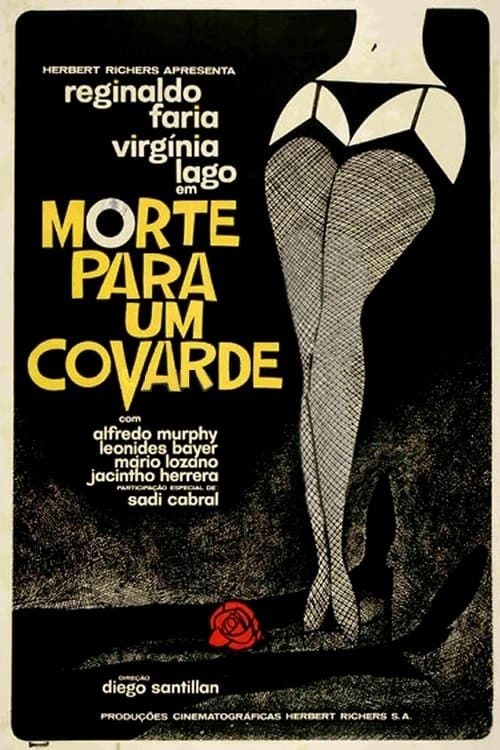 HERBERT RICHERS APRESENTA
reginaldo
faria
virgínia
lago
em
MORTE
PARA
UM
COVARDE
com
alfredo murphy
leonides bayer
mário lozano
jacintho herrera
PARTICIPAÇÃO ESPECIAL DE
sadi cabral
DIREÇÃO
diego santillan
PRODUÇÕES CINEMATOGRÁFICAS HERBERT RICHERS S.A.